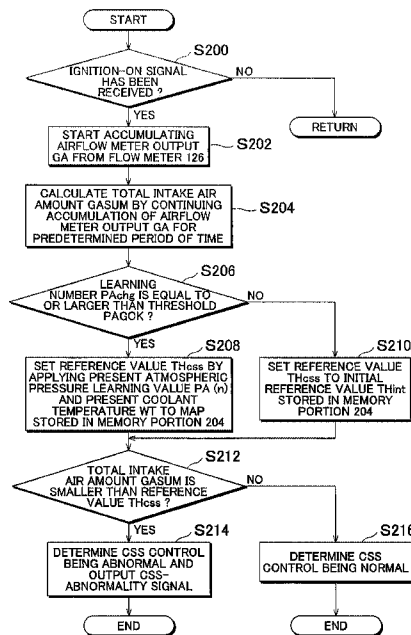 START
S200
IGNITION-ON SIGNAL
HAS BEEN
RECEIVED ?
NO
YES
RETURN
START ACCUMULATING
AIRFLOW METER OUTPUT
GA FROM FLOW METER 126
S202
S204
CALCULATE TOTAL INTAKE AIR
AMOUNT GASUM BY CONTINUING
ACCUMULATION OF AIRFLOW
METER OUTPUT GA FOR
PREDETERMINED PERIOD OF TIME
S206
LEARNING
NUMBER PAchg IS EQUAL TO
OR LARGER THAN THRESHOLD
PAGCK ?
NO
YES
S208
S210
SET REFERENCE VALUE THcss BY
APPLYING PRESENT ATMOSPHERIC
PRESSURE LEARNING VALUE PA (n)
AND PRESENT COOLANT
TEMPERATURE WT TO MAP
STORED IN MEMORY PORTION 204
SET REFERENCE VALUE
THcss TO INITIAL
REFERENCE VALUE THint
STORED IN MEMORY
PORTION 204
S212
TOTAL INTAKE
AIR AMOUNT GASUM IS
SMALLER THAN REFERENCE
VALUE THcss ?
NO
YES
S214
S216
DETERMINE CSS CONTROL
BEING ABNORMAL AND
OUTPUT CSS-
ABNORMALITY SIGNAL
DETERMINE CSS
CONTROL BEING NORMAL
END
END